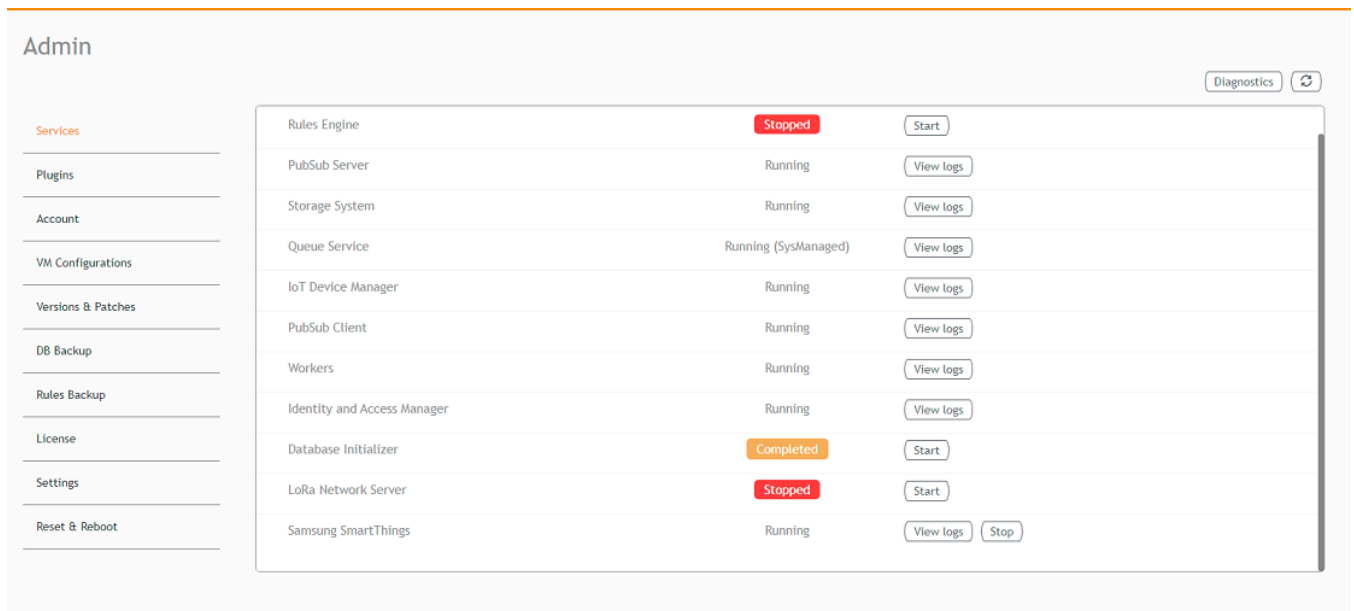 Admin
Diagnostics
Services
Plugins
Account
VM Configurations
Versions & Patches
DB Backup
Rules Backup
License
Settings
Reset & Reboot
Rules Engine Stopped Start
PubSub Server Running View logs
Storage System Running View logs
Queue Service Running (SysManaged) View logs
IoT Device Manager Running View logs
PubSub Client Running View logs
Workers Running View logs
Identity and Access Manager Running View logs
Database Initializer Completed Start
LoRa Network Server Stopped Start
Samsung SmartThings Running View logs Stop